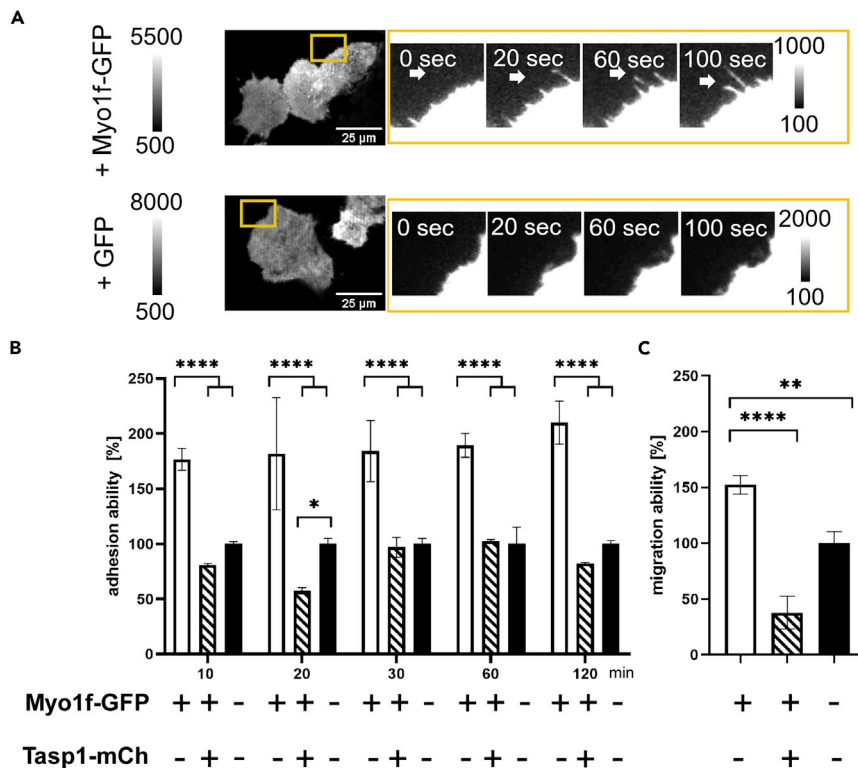 A
+ Myo1f-GFP
5500
500
25 µm
0 sec
20 sec
60 sec
100 sec
1000
100
+ GFP
8000
500
25 µm
0 sec
20 sec
60 sec
100 sec
2000
100
B
adhesion ability [%]
250
200
150
100
50
0
**** **** **** **** ****
*
10 20 30 60 120 min
C
migration ability [%]
250
200
150
100
50
0
**
****
Myo1f-GFP + + - + + - + + - + + - + + - + + -
Tasp1-mCh - + - - + - - + - - + - - + - - + -